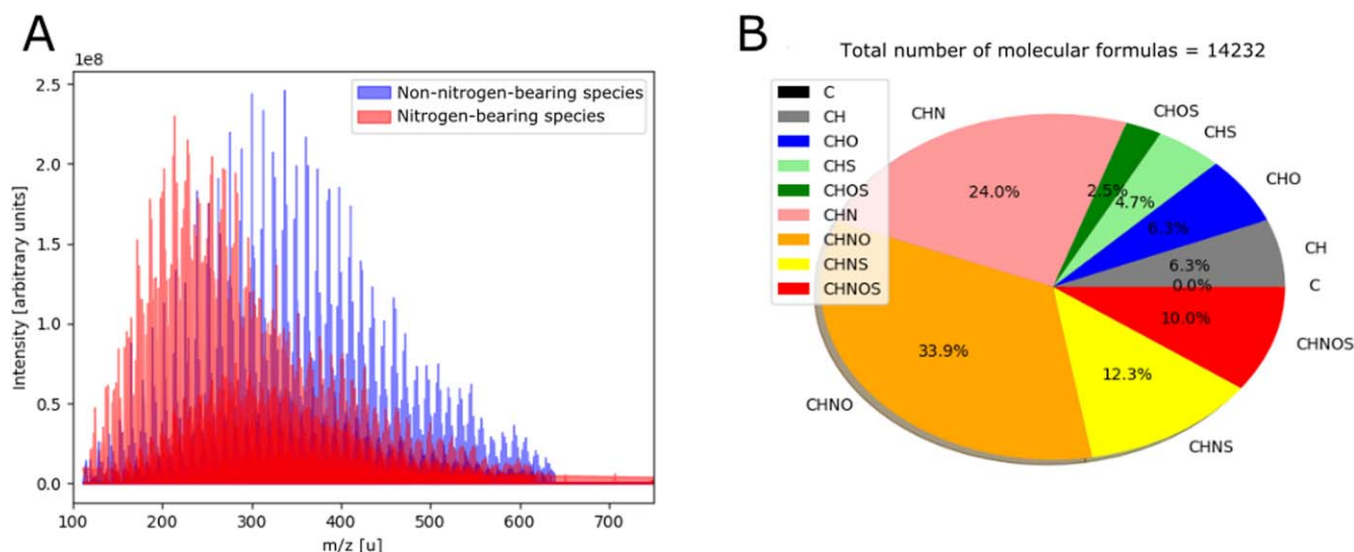 A
1e8
2.5
2.0
1.5
1.0
0.5
0.0
Intensity [arbitrary units]
Non-nitrogen-bearing species
Nitrogen-bearing species
100 200 300 400 500 600 700
m/z [u]
B
Total number of molecular formulas = 14232
C
CH
CHO
CHS
CHOS
CHN
CHNO
CHNS
CHNOS
CHN
CHOS
CHS
CHO
CH
C
CHNOS
CHNS
CHNO
24.0%
2.5%
4.7%
6.3%
6.3%
0.0%
10.0%
12.3%
33.9%